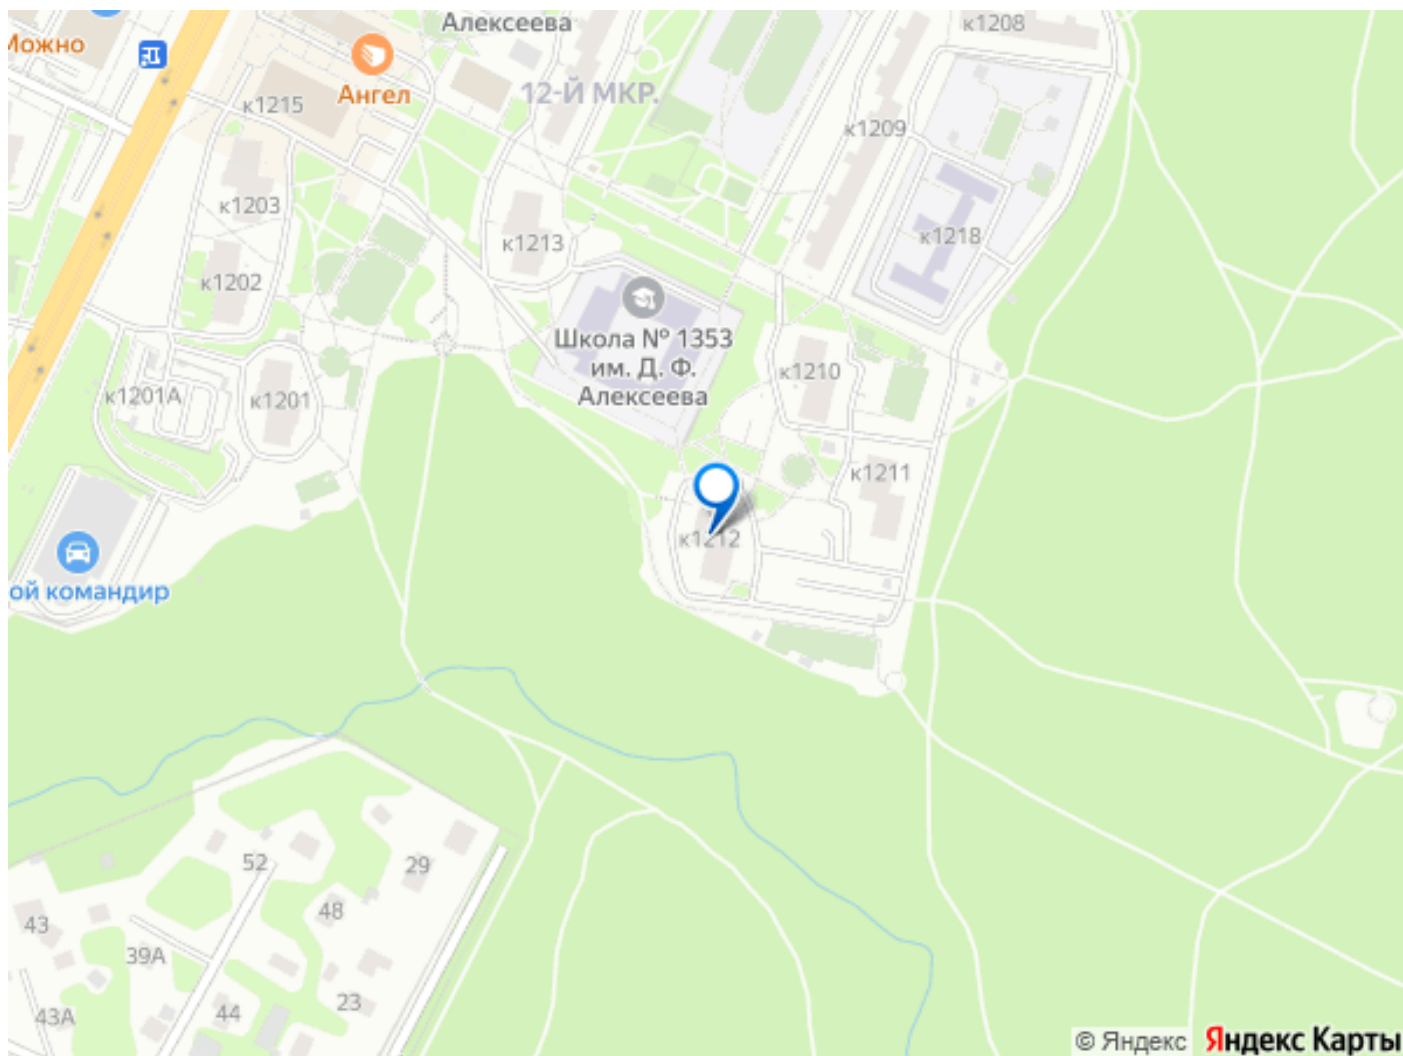 Алексеева
к1208
Можно
Ангел
12-Й МКР.
к1215
к1209
к1203
к1213
к1218
к1202
Школа № 1353
им. Д. Ф.
Алексеева
к1210
к1201А
к1201
к1211
к1212
ой командир
52
29
48
43
39А
23
44
43А
© Яндекс
Яндекс Карты